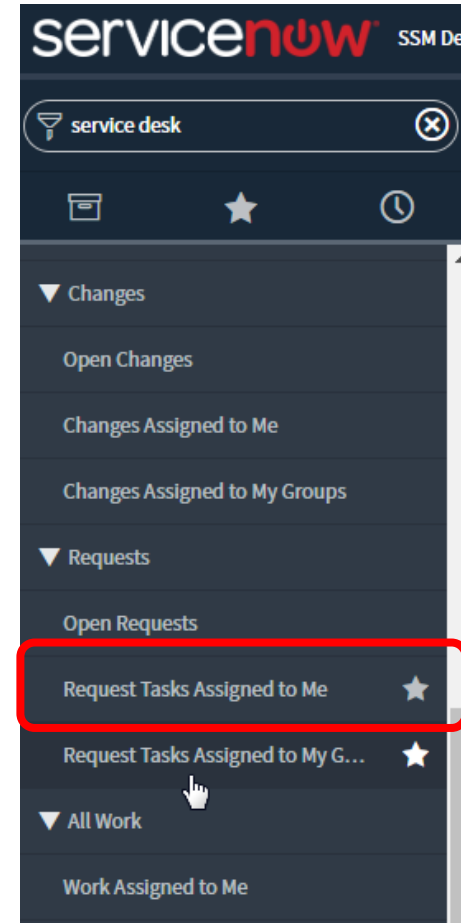 servicenow SSM De
service desk
Changes
Open Changes
Changes Assigned to Me
Changes Assigned to My Groups
Requests
Open Requests
Request Tasks Assigned to Me
Request Tasks Assigned to My G...
All Work
Work Assigned to Me